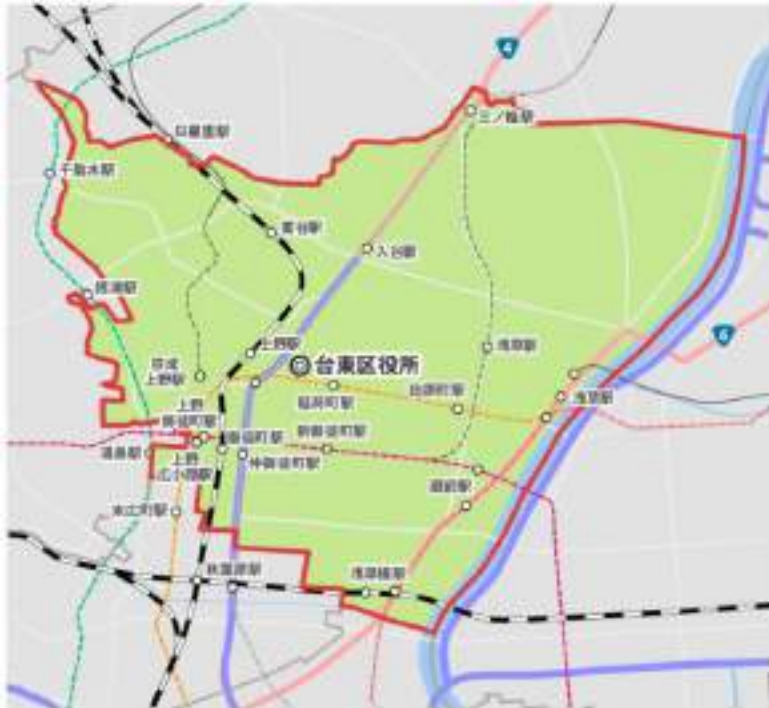 4
三ノ輪駅
日暮里駅
千駄木駅
鶯谷駅
入谷駅
根津駅
6
上野駅
浅草駅
台東区役所
京成
上野駅
稲荷町駅
田原町駅
浅草駅
上野
御徒町駅
御徒町駅
新御徒町駅
湯島駅
上野
広小路駅
仲御徒町駅
蔵前駅
末広町駅
秋葉原駅
浅草橋駅